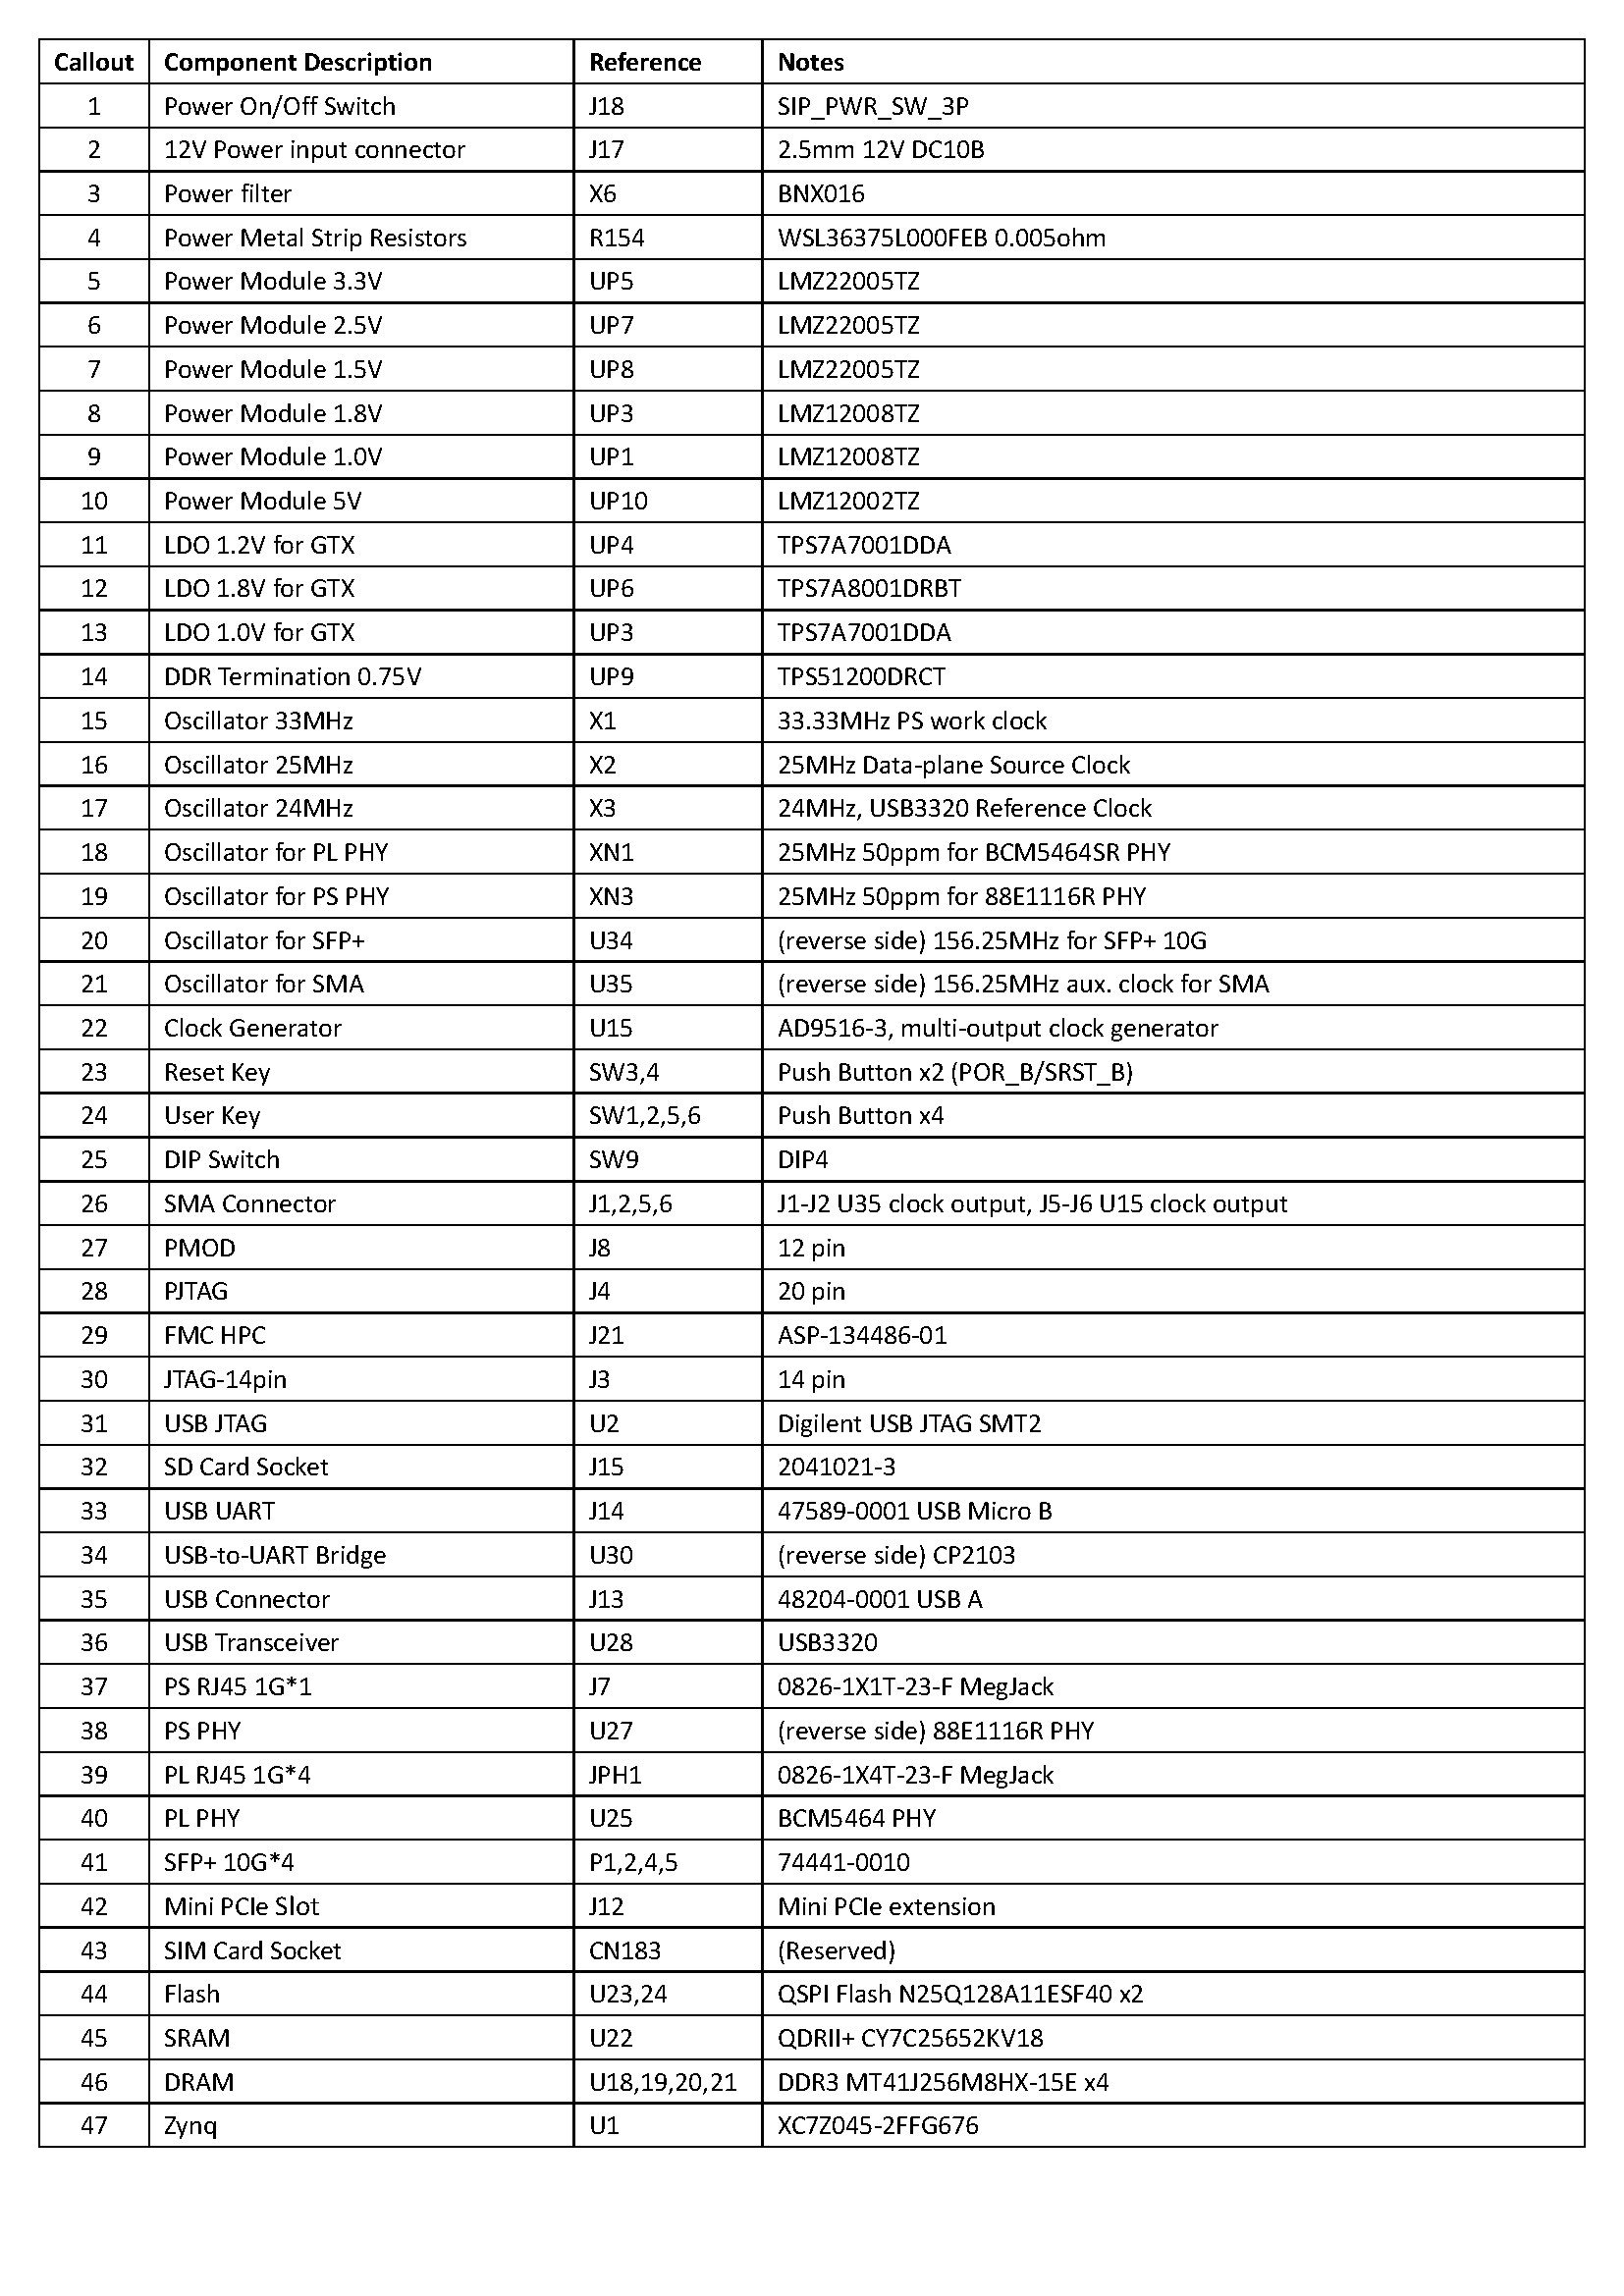 Callout Component Description Reference Notes
1 Power On/Off Switch J18 SIP_PWR_SW_3P
2 12V Power input connector J17 2.5mm 12V DC10B
3 Power filter X6 BNX016
4 Power Metal Strip Resistors R154 WSL36375L000FEB 0.005ohm
5 Power Module 3.3V UP5 LMZ22005TZ
6 Power Module 2.5V UP7 LMZ22005TZ
7 Power Module 1.5V UP8 LMZ22005TZ
8 Power Module 1.8V UP3 LMZ12008TZ
9 Power Module 1.0V UP1 LMZ12008TZ
10 Power Module 5V UP10 LMZ12002TZ
11 LDO 1.2V for GTX UP4 TPS7A7001DDA
12 LDO 1.8V for GTX UP6 TPS7A8001DRBT
13 LDO 1.0V for GTX UP3 TPS7A7001DDA
14 DDR Termination 0.75V UP9 TPS51200DRCT
15 Oscillator 33MHz X1 33.33MHz PS work clock
16 Oscillator 25MHz X2 25MHz Data-plane Source Clock
17 Oscillator 24MHz X3 24MHz, USB3320 Reference Clock
18 Oscillator for PL PHY XN1 25MHz 50ppm for BCM5464SR PHY
19 Oscillator for PS PHY XN3 25MHz 50ppm for 88E1116R PHY
20 Oscillator for SFP+ U34 (reverse side) 156.25MHz for SFP+ 10G
21 Oscillator for SMA U35 (reverse side) 156.25MHz aux. clock for SMA
22 Clock Generator U15 AD9516-3, multi-output clock generator
23 Reset Key SW3,4 Push Button x2 (POR_B/SRST_B)
24 User Key SW1,2,5,6 Push Button x4
25 DIP Switch SW9 DIP4
26 SMA Connector J1,2,5,6 J1-J2 U35 clock output, J5-J6 U15 clock output
27 PMOD J8 12 pin
28 PJTAG J4 20 pin
29 FMC HPC J21 ASP-134486-01
30 JTAG-14pin J3 14 pin
31 USB JTAG U2 Digilent USB JTAG SMT2
32 SD Card Socket J15 2041021-3
33 USB UART J14 47589-0001 USB Micro B
34 USB-to-UART Bridge U30 (reverse side) CP2103
35 USB Connector J13 48204-0001 USB A
36 USB Transceiver U28 USB3320
37 PS RJ45 1G*1 J7 0826-1X1T-23-F MegJack
38 PS PHY U27 (reverse side) 88E1116R PHY
39 PL RJ45 1G*4 JPH1 0826-1X4T-23-F MegJack
40 PL PHY U25 BCM5464 PHY
41 SFP+ 10G*4 P1,2,4,5 74441-0010
42 Mini PCIe Slot J12 Mini PCIe extension
43 SIM Card Socket CN183 (Reserved)
44 Flash U23,24 QSPI Flash N25Q128A11ESF40 x2
45 SRAM U22 QDRII+ CY7C25652KV18
46 DRAM U18,19,20,21 DDR3 MT41J256M8HX-15E x4
47 Zynq U1 XC7Z045-2FFG676